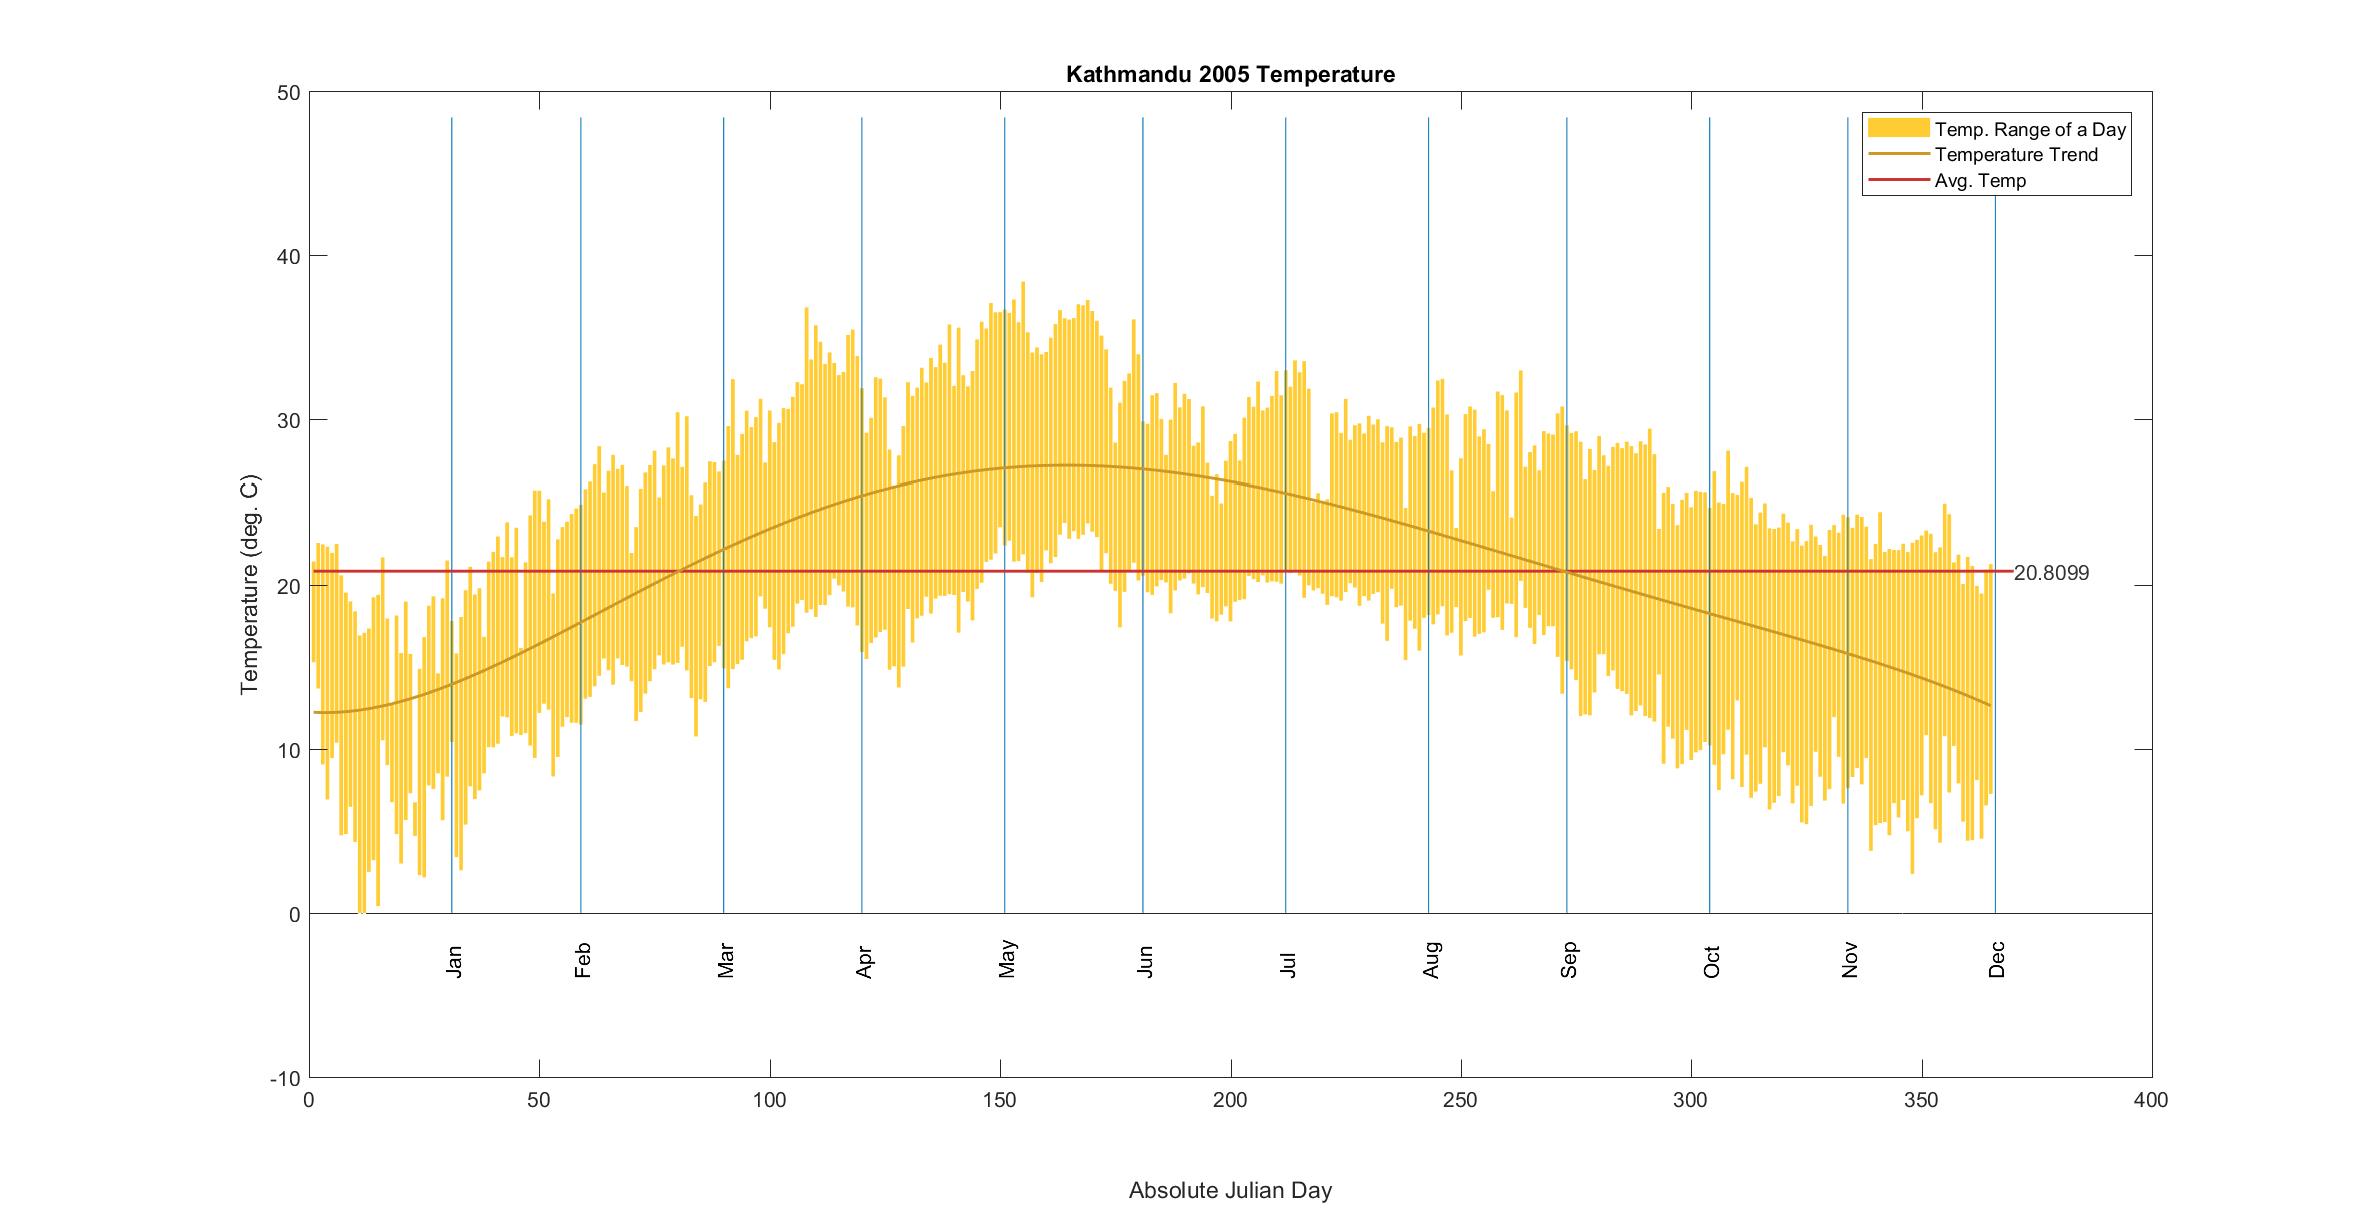 Kathmandu 2005 Temperature
50
40
30
20
10
0
-10
Temperature (deg. C)
Temp. Range of a Day
Temperature Trend
Avg. Temp
20.8099
Jan
Feb
Mar
Apr
May
Jun
Jul
Aug
Sep
Oct
Nov
Dec
0 50 100 150 200 250 300 350 400
Absolute Julian Day